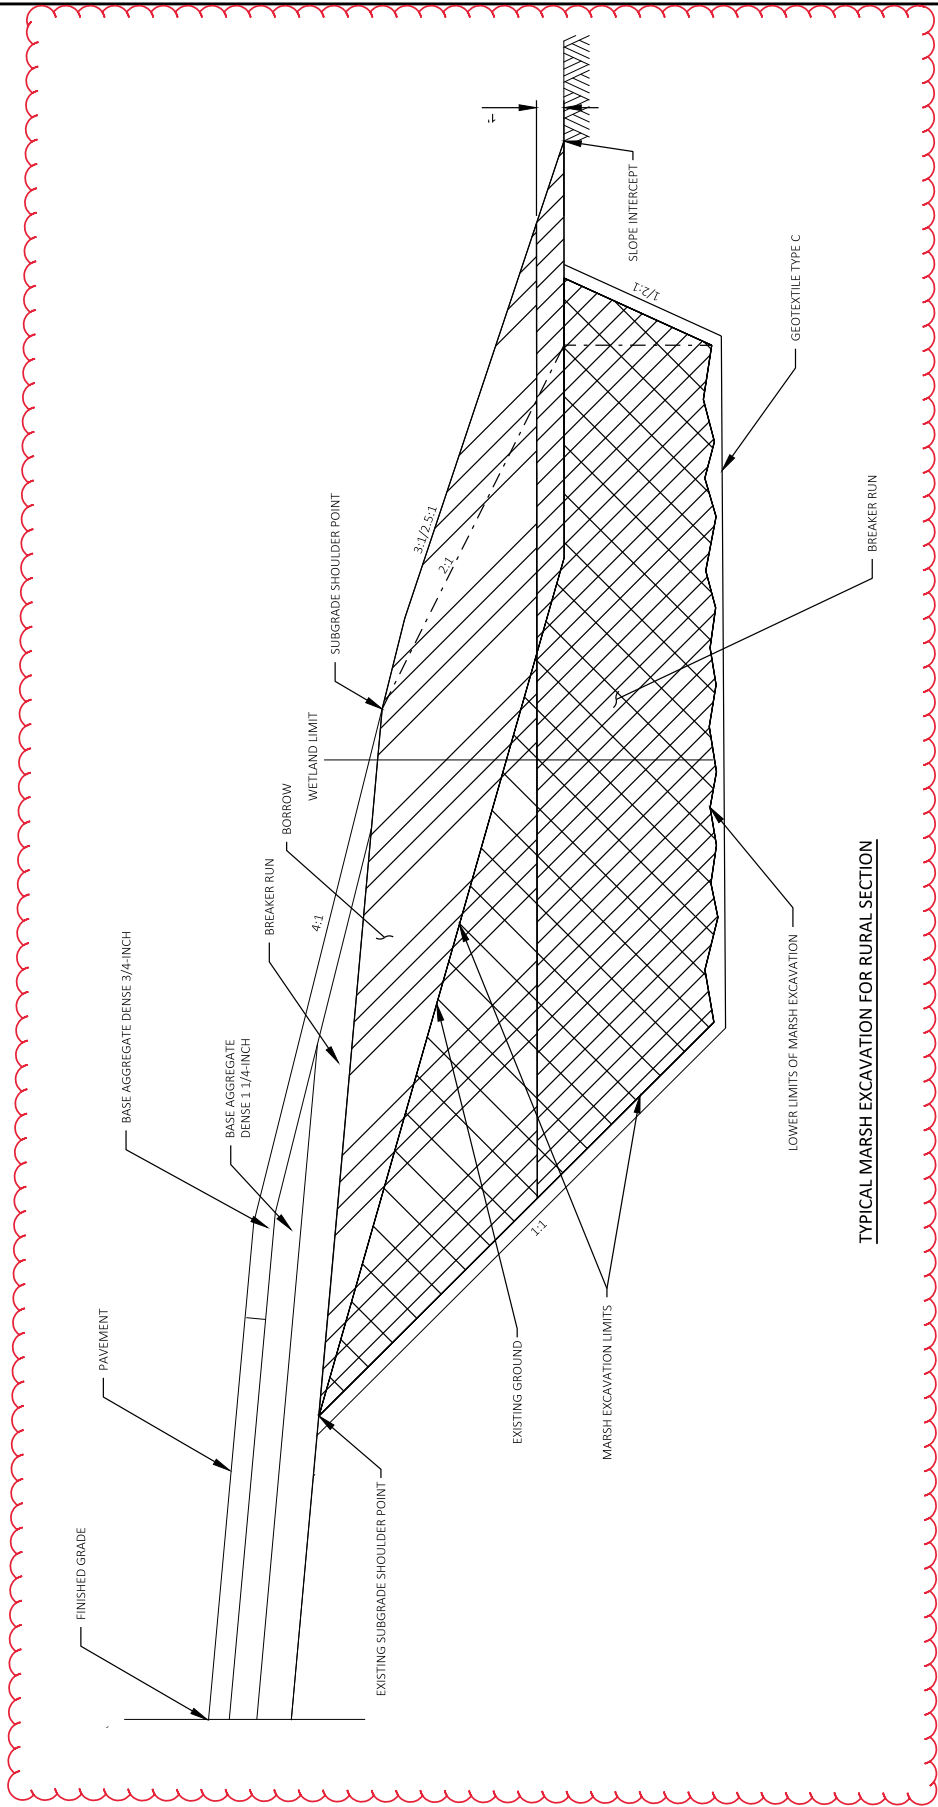 FINISHED GRADE
PAVEMENT
BASE AGGREGATE DENSE 3/4-INCH
BASE AGGREGATE
DENSE 1 1/4-INCH
BREAKER RUN
BORROW
WETLAND LIMIT
SUBGRADE SHOULDER POINT
4:1
3:1/2.5:1
2:1
1'
SLOPE INTERCEPT
1/2:1
GEOTEXTILE TYPE C
BREAKER RUN
EXISTING SUBGRADE SHOULDER POINT
EXISTING GROUND
1:1
MARSH EXCAVATION LIMITS
LOWER LIMITS OF MARSH EXCAVATION
TYPICAL MARSH EXCAVATION FOR RURAL SECTION